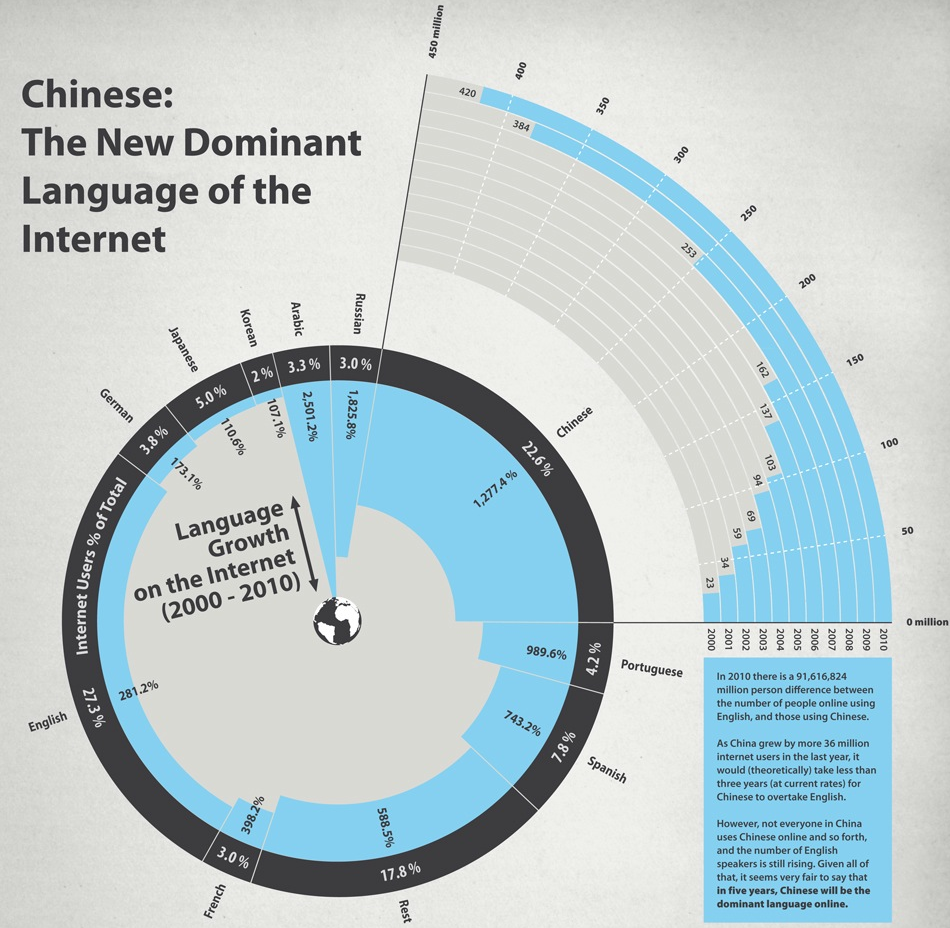 Chinese:
The New Dominant
Language of the
Internet
450 million
400
350
300
250
200
150
100
50
0 million
420
384
253
162
137
103
94
69
59
34
23
2000
2001
2002
2003
2004
2005
2006
2007
2008
2009
2010
Russian
Arabic
Korean
Japanese
German
English
French
Rest
Spanish
Portuguese
Chinese
3.0 %
3.3 %
2 %
5.0 %
3.8 %
Internet Users % of Total
27.3 %
3.0 %
17.8 %
7.8 %
4.2 %
22.6 %
1,825.8%
2,501.2%
107.1%
110.6%
173.1%
281.2%
398.2%
588.5%
743.2%
989.6%
1,277.4 %
Language
Growth
on the Internet
(2000 - 2010)
In 2010 there is a 91,616,824
million person difference between
the number of people online using
English, and those using Chinese.
As China grew by more 36 million
internet users in the last year, it
would (theoretically) take less than
three years (at current rates) for
Chinese to overtake English.
However, not everyone in China
uses Chinese online and so forth,
and the number of English
speakers is still rising. Given all of
that, it seems very fair to say that
in five years, Chinese will be the
dominant language online.